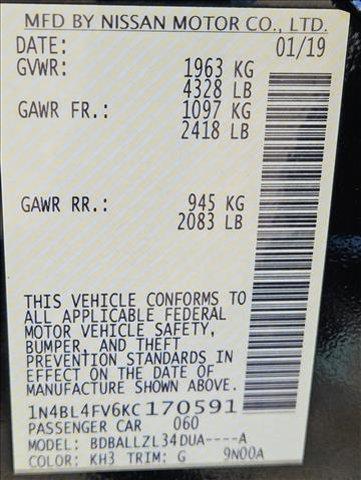 MFD BY NISSAN MOTOR CO., LTD.
DATE: 01/19
GVWR: 1963 KG
4328 LB
GAWR FR.: 1097 KG
2418 LB
GAWR RR.: 945 KG
2083 LB
THIS VEHICLE CONFORMS TO
ALL APPLICABLE FEDERAL
MOTOR VEHICLE SAFETY,
BUMPER, AND THEFT
PREVENTION STANDARDS IN
EFFECT ON THE DATE OF
MANUFACTURE SHOWN ABOVE.
1N4BL4FV6KC170591
PASSENGER CAR 060
MODEL: BDBALLZL34DUA----A
COLOR: KH3 TRIM: G 9N00A